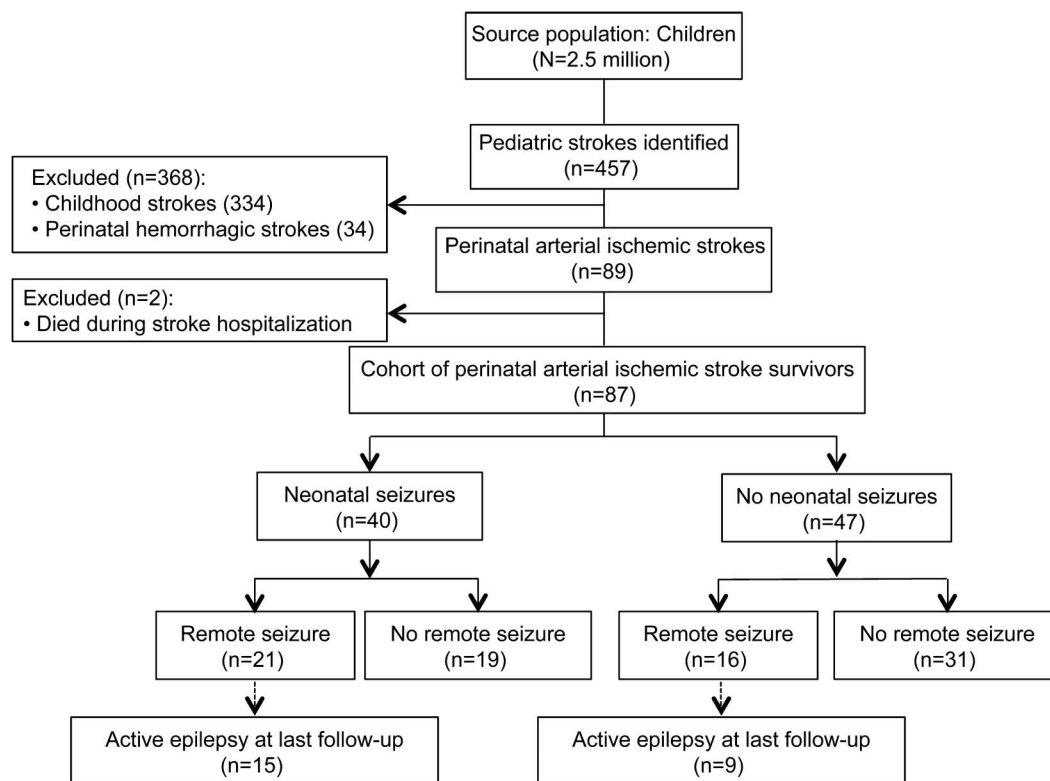 Source population: Children
(N=2.5 million)
Pediatric strokes identified
(n=457)
Excluded (n=368):
• Childhood strokes (334)
• Perinatal hemorrhagic strokes (34)
Perinatal arterial ischemic strokes
(n=89)
Excluded (n=2):
• Died during stroke hospitalization
Cohort of perinatal arterial ischemic stroke survivors
(n=87)
Neonatal seizures
(n=40)
No neonatal seizures
(n=47)
Remote seizure
(n=21)
No remote seizure
(n=19)
Remote seizure
(n=16)
No remote seizure
(n=31)
Active epilepsy at last follow-up
(n=15)
Active epilepsy at last follow-up
(n=9)